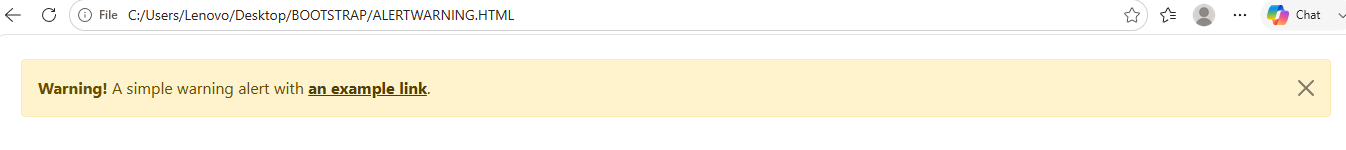 File C:/Users/Lenovo/Desktop/BOOTSTRAP/ALERTWARNING.HTML Chat
Warning! A simple warning alert with an example link.